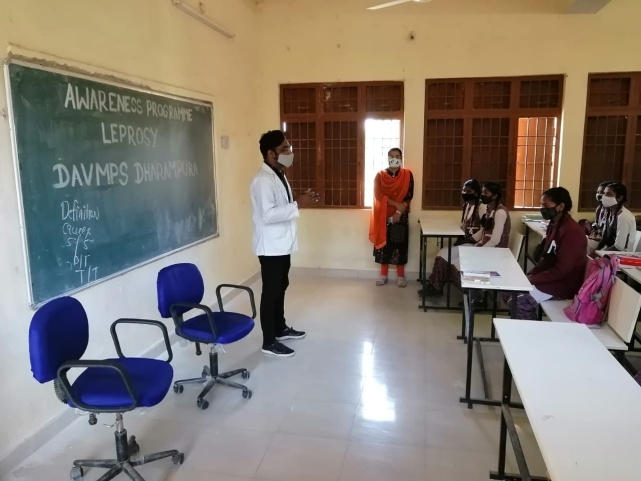 AWARENESS PROGRAMME
LEPROSY
DAVMPS DHARAMPURA
Definition
Cause
S/S
D/T
T/T